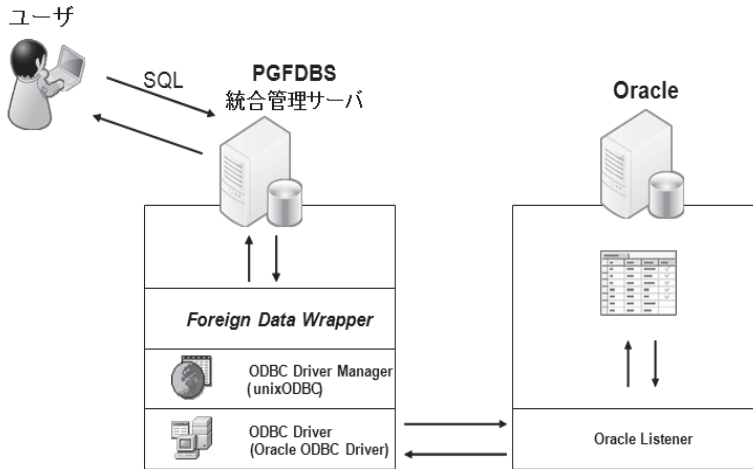 ユーザ
SQL
PGFDBS
統合管理サーバ
Oracle
Foreign Data Wrapper
ODBC Driver Manager
(unixODBC)
ODBC Driver
(Oracle ODBC Driver)
Oracle Listener